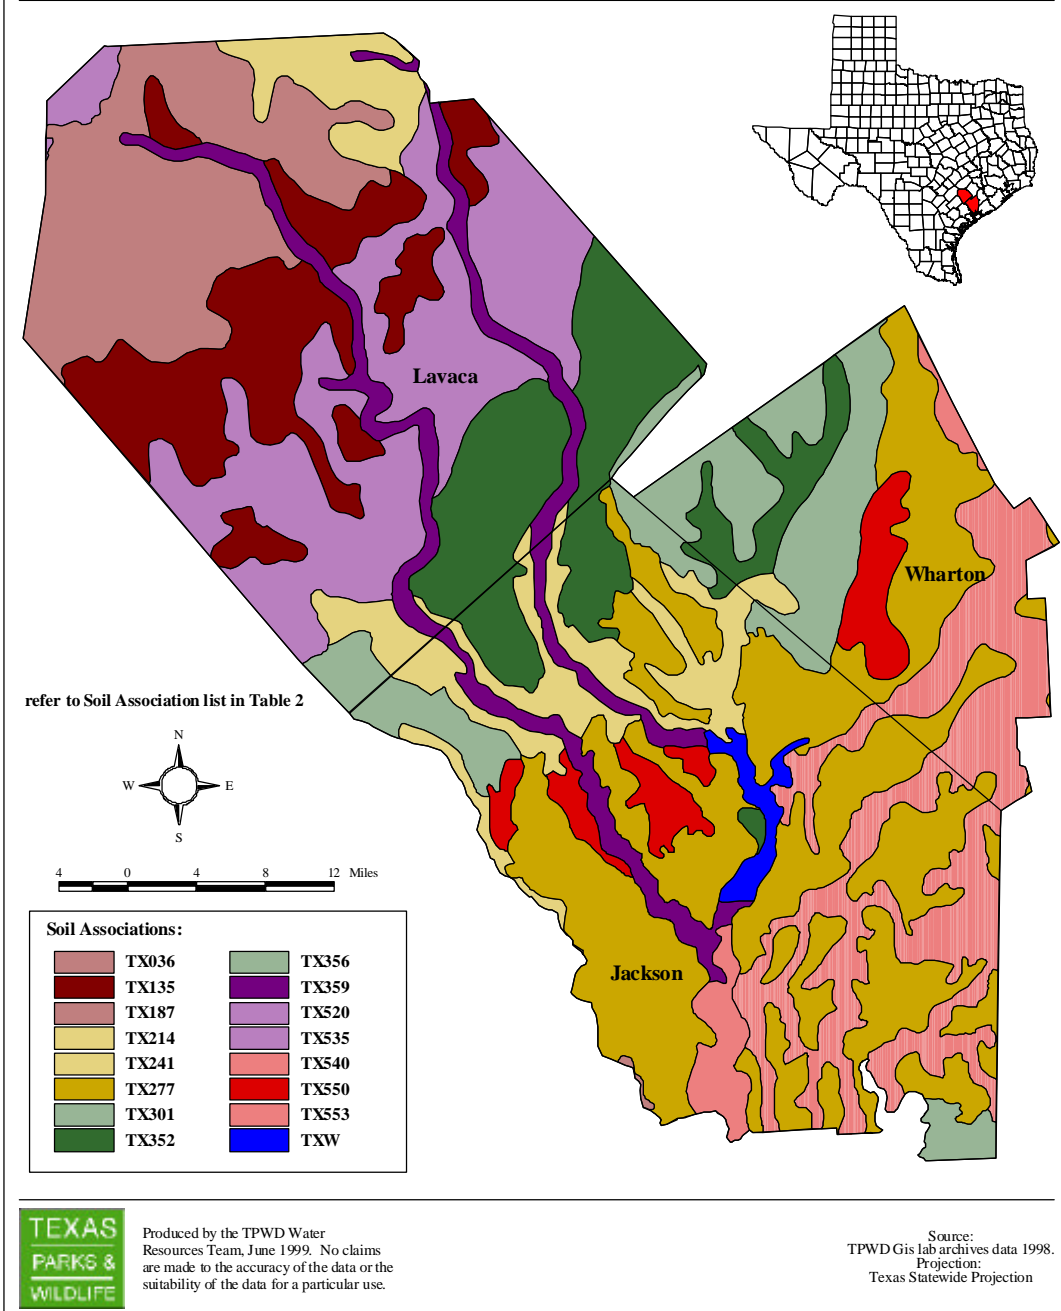 Lavaca
Wharton
refer to Soil Association list in Table 2
N
W E
S
4 0 4 8 12 Miles
Soil Associations:
TX036
TX135
TX187
TX214
TX241
TX277
TX301
TX352
TX356
TX359
TX520
TX535
TX540
TX550
TX553
TXW
Jackson
TEXAS
PARKS &
WILDLIFE
Produced by the TPWD Water
Resources Team, June 1999. No claims
are made to the accuracy of the data or the
suitability of the data for a particular use.
Source:
TPWD Gis lab archives data 1998.
Projection:
Texas Statewide Projection